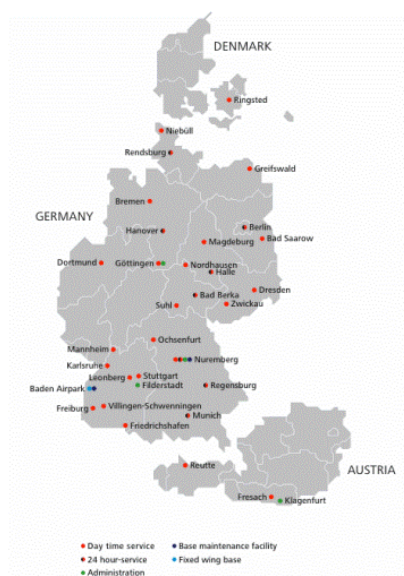 DENMARK
Ringsted
Niebüll
Rendsburg
Greifswald
Bremen
GERMANY
Hanover
Berlin
Magdeburg
Bad Saarow
Dortmund
Göttingen
Nordhausen
Halle
Dresden
Bad Berka
Zwickau
Suhl
Ochsenfurt
Mannheim
Nuremberg
Karlsruhe
Stuttgart
Leonberg
Filderstadt
Regensburg
Baden Airpark
Villingen-Schwenningen
Freiburg
Munich
Friedrichshafen
Reutte
AUSTRIA
Fresach
Klagenfurt
Day time service
Base maintenance facility
24 hour-service
Fixed wing base
Administration